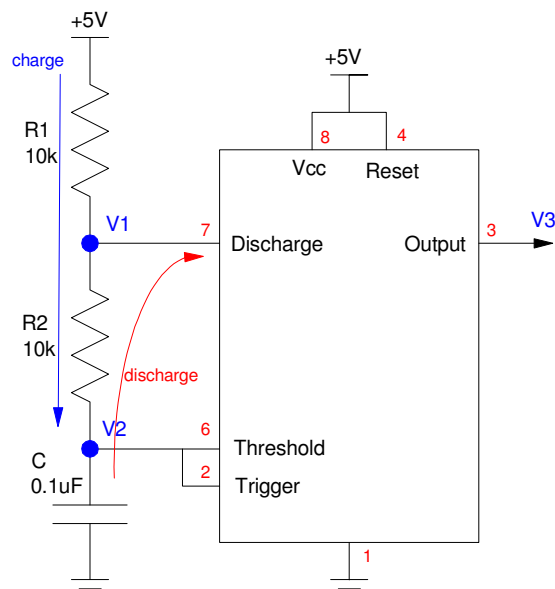 +5V
charge
+5V
R1
10k
8
4
Vcc
Reset
V1
7
Discharge
Output
3
V3
R2
10k
discharge
V2
6
Threshold
C
0.1uF
2
Trigger
1